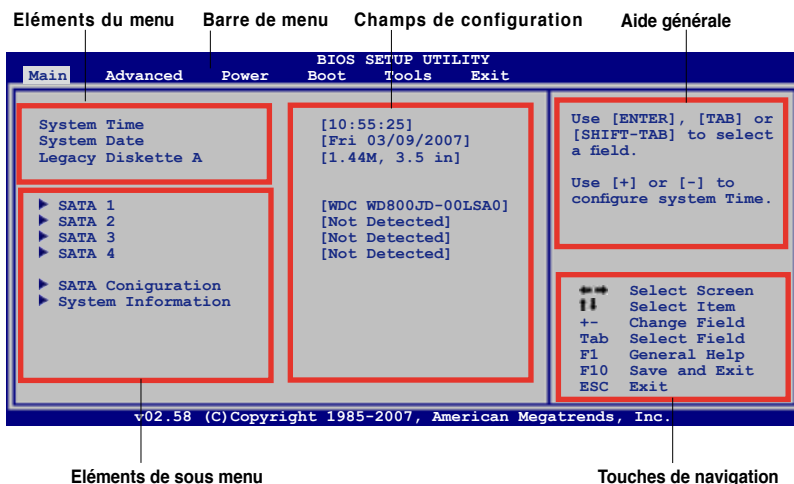 Eléments du menu Barre de menu Champs de configuration Aide générale
BIOS SETUP UTILITY
Main Advanced Power Boot Tools Exit
System Time [10:55:25]
System Date [Fri 03/09/2007]
Legacy Diskette A [1.44M, 3.5 in]
SATA 1 [WDC WD800JD-00LSA0]
SATA 2 [Not Detected]
SATA 3 [Not Detected]
SATA 4 [Not Detected]
SATA Coniguration
System Information
Use [ENTER], [TAB] or
[SHIFT-TAB] to select
a field.
Use [+] or [-] to
configure system Time.
Select Screen
Select Item
+- Change Field
Tab Select Field
F1 General Help
F10 Save and Exit
ESC Exit
v02.58 (C)Copyright 1985-2007, American Megatrends, Inc.
Eléments de sous menu Touches de navigation